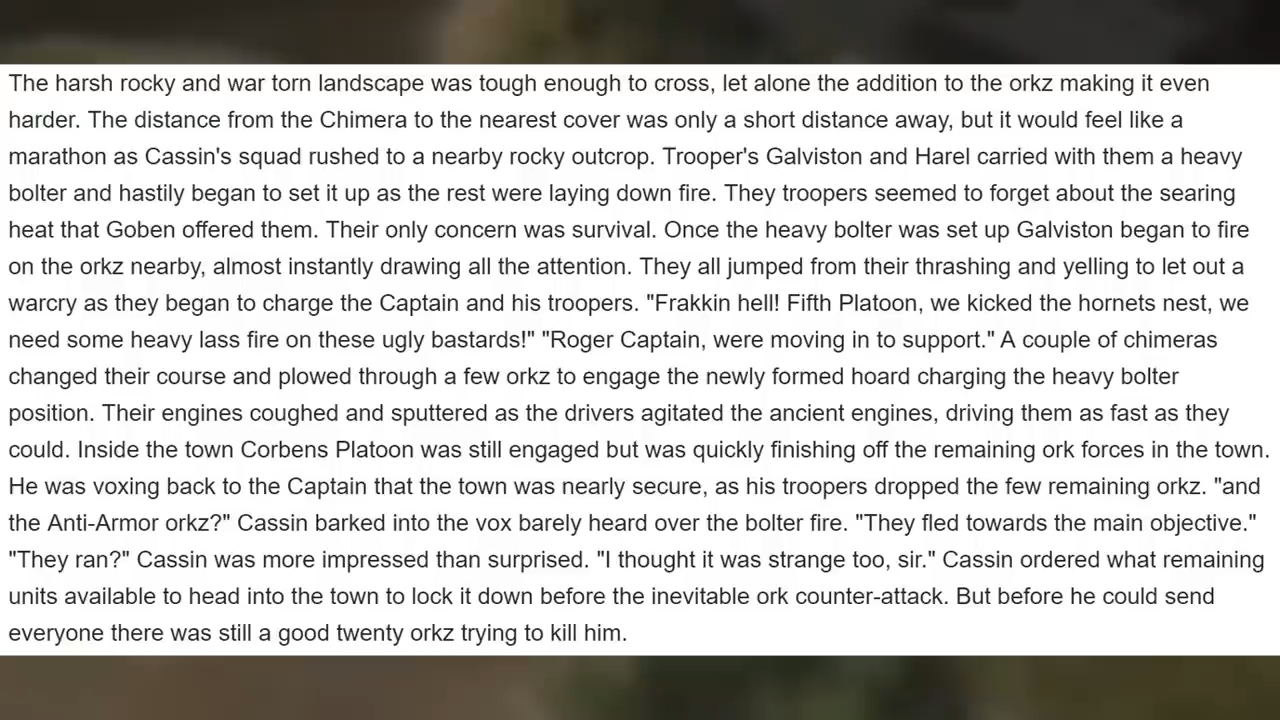 The harsh rocky and war torn landscape was tough enough to cross, let alone the addition to the orkz making it even
harder. The distance from the Chimera to the nearest cover was only a short distance away, but it would feel like a
marathon as Cassin's squad rushed to a nearby rocky outcrop. Trooper's Galviston and Harel carried with them a heavy
bolter and hastily began to set it up as the rest were laying down fire. They troopers seemed to forget about the searing
heat that Goben offered them. Their only concern was survival. Once the heavy bolter was set up Galviston began to fire
on the orkz nearby, almost instantly drawing all the attention. They all jumped from their thrashing and yelling to let out a
warcry as they began to charge the Captain and his troopers. "Frakkin hell! Fifth Platoon, we kicked the hornets nest, we
need some heavy lass fire on these ugly bastards!" "Roger Captain, were moving in to support." A couple of chimeras
changed their course and plowed through a few orkz to engage the newly formed hoard charging the heavy bolter
position. Their engines coughed and sputtered as the drivers agitated the ancient engines, driving them as fast as they
could. Inside the town Corbens Platoon was still engaged but was quickly finishing off the remaining ork forces in the town.
He was voxing back to the Captain that the town was nearly secure, as his troopers dropped the few remaining orkz. "and
the Anti-Armor orkz?" Cassin barked into the vox barely heard over the bolter fire. "They fled towards the main objective."
"They ran?" Cassin was more impressed than surprised. "I thought it was strange too, sir." Cassin ordered what remaining
units available to head into the town to lock it down before the inevitable ork counter-attack. But before he could send
everyone there was still a good twenty orkz trying to kill him.